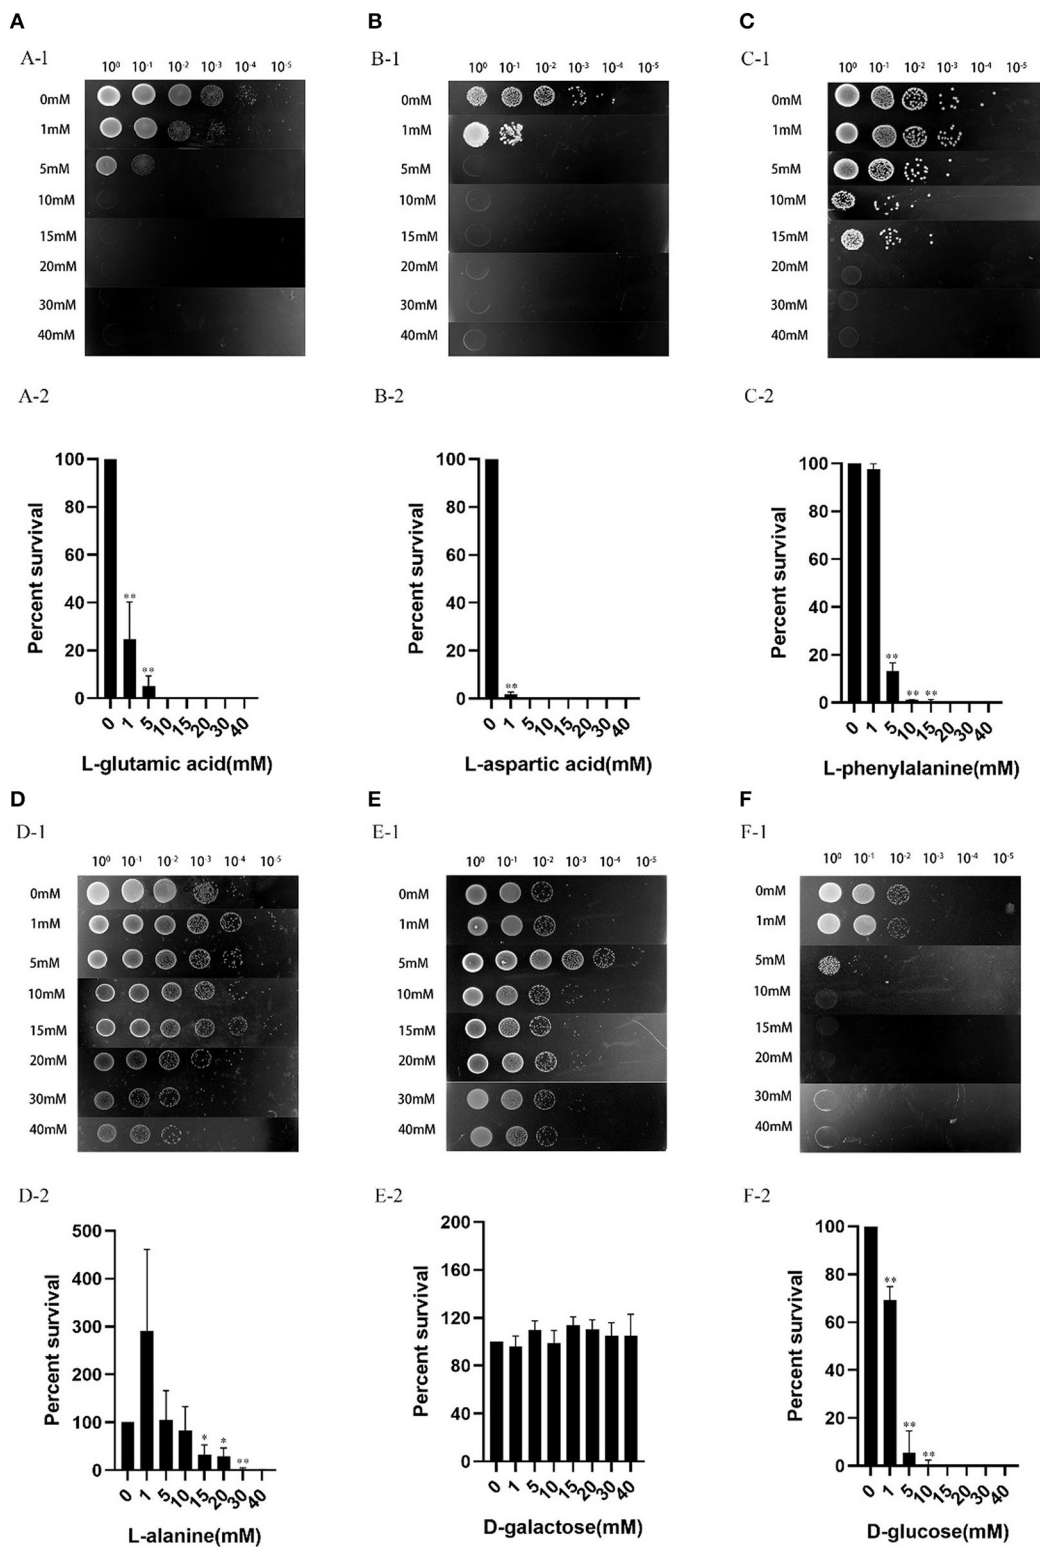 A
B
C
A-1
B-1
C-1
10⁰ 10⁻¹ 10⁻² 10⁻³ 10⁻⁴ 10⁻⁵
0mM
1mM
5mM
10mM
15mM
20mM
30mM
40mM
10⁰ 10⁻¹ 10⁻² 10⁻³ 10⁻⁴ 10⁻⁵
0mM
1mM
5mM
10mM
15mM
20mM
30mM
40mM
10⁰ 10⁻¹ 10⁻² 10⁻³ 10⁻⁴ 10⁻⁵
0mM
1mM
5mM
10mM
15mM
20mM
30mM
40mM
A-2
Percent survival
100
80
60
40
20
0
** **
0 1 5 10 15 20 30 40
L-glutamic acid(mM)
B-2
Percent survival
100
80
60
40
20
0
**
0 1 5 10 15 20 30 40
L-aspartic acid(mM)
C-2
Percent survival
100
80
60
40
20
0
** ** **
0 1 5 10 15 20 30 40
L-phenylalanine(mM)
D
E
F
D-1
E-1
F-1
10⁰ 10⁻¹ 10⁻² 10⁻³ 10⁻⁴ 10⁻⁵
0mM
1mM
5mM
10mM
15mM
20mM
30mM
40mM
10⁰ 10⁻¹ 10⁻² 10⁻³ 10⁻⁴ 10⁻⁵
0mM
1mM
5mM
10mM
15mM
20mM
30mM
40mM
10⁰ 10⁻¹ 10⁻² 10⁻³ 10⁻⁴ 10⁻⁵
0mM
1mM
5mM
10mM
15mM
20mM
30mM
40mM
D-2
Percent survival
500
400
300
200
100
0
* * **
0 1 5 10 15 20 30 40
L-alanine(mM)
E-2
Percent survival
200
160
120
80
40
0
0 1 5 10 15 20 30 40
D-galactose(mM)
F-2
Percent survival
100
80
60
40
20
0
** ** **
0 1 5 10 15 20 30 40
D-glucose(mM)